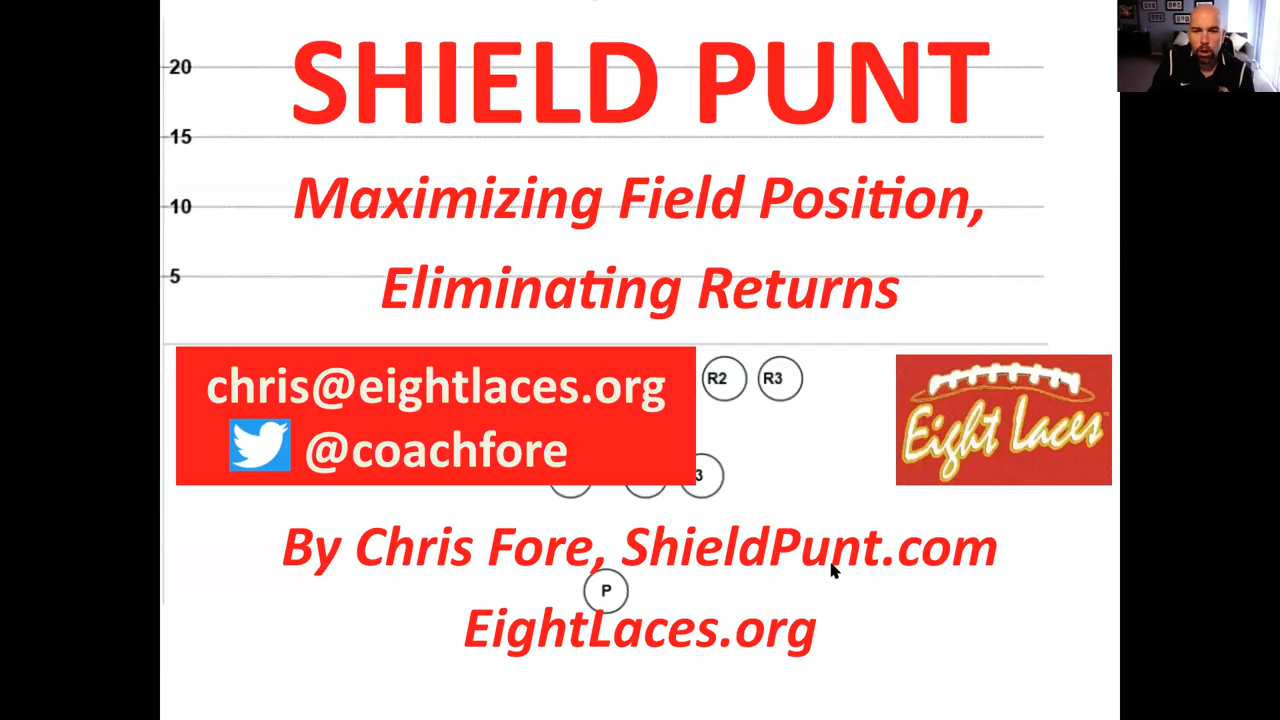 20
SHIELD PUNT
15
Maximizing Field Position,
10
5
Eliminating Returns
chris@eightlaces.org
R2 R3
@coachfore
Eight Laces
3
By Chris Fore, ShieldPunt.com
P
EightLaces.org